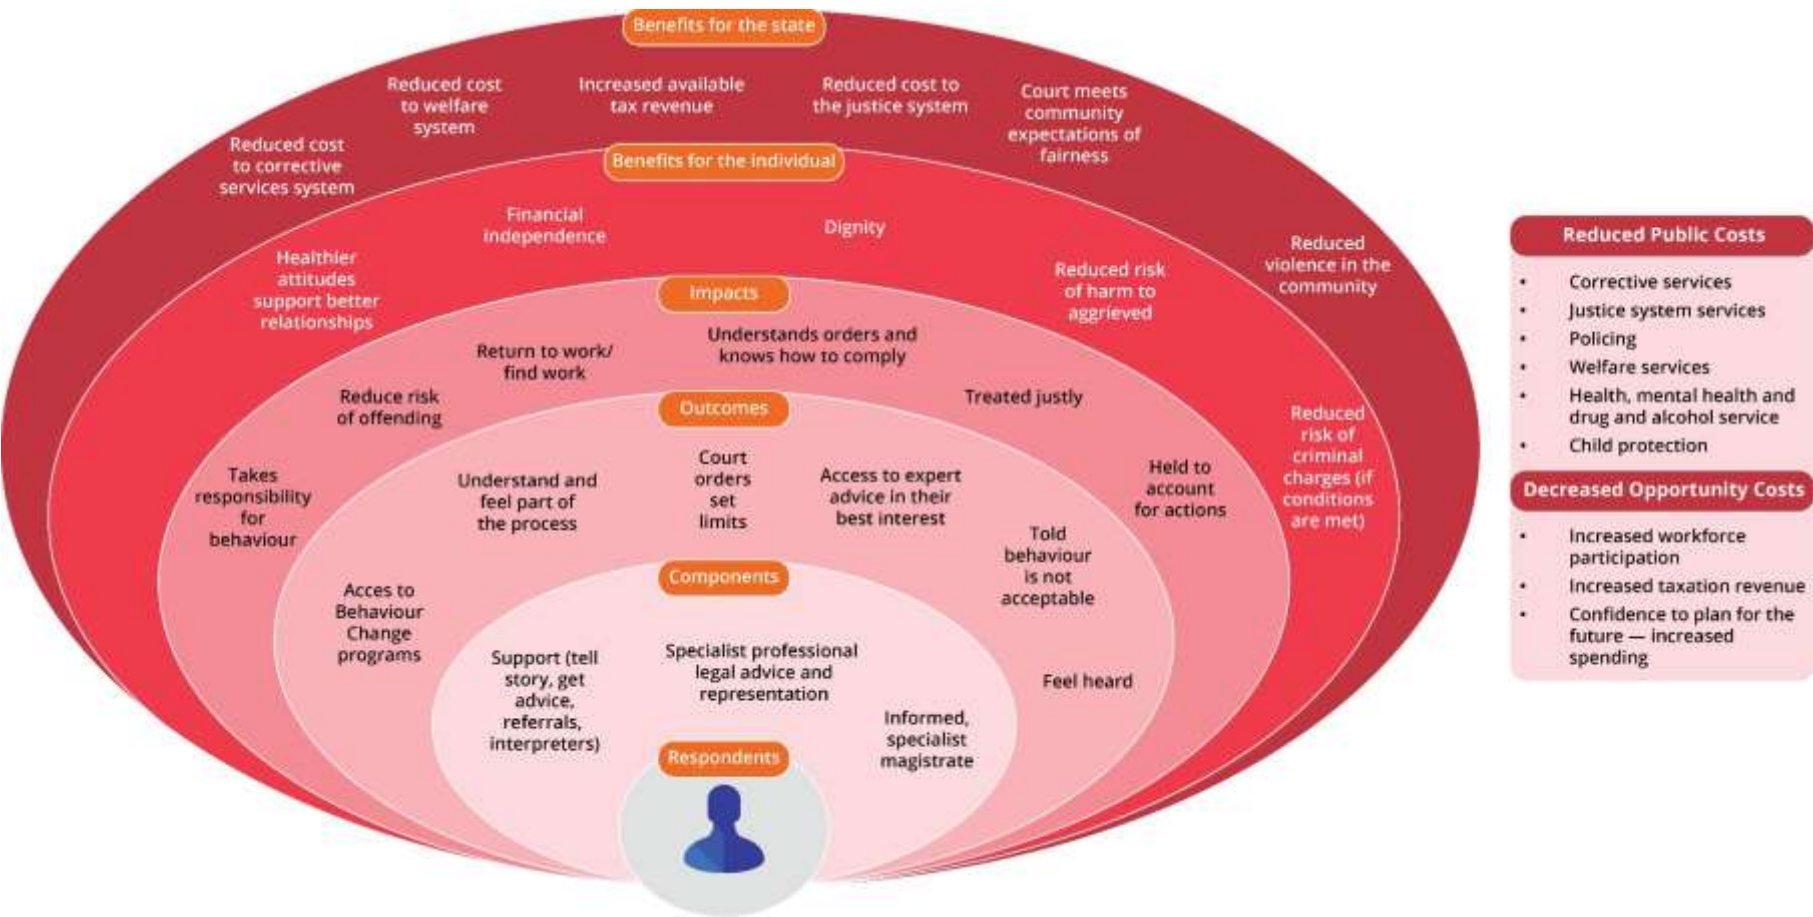 Benefits for the state
Reduced cost
to corrective
services system
Reduced cost
to welfare
system
Increased available
tax revenue
Reduced cost to
the justice system
Court meets
community
expectations of
fairness
Reduced
violence in the
community
Benefits for the individual
Healthier
attitudes
support better
relationships
Financial
independence
Dignity
Reduced risk
of harm to
aggrieved
Reduced
risk of
criminal
charges (if
conditions
are met)
Impacts
Takes
responsibility
for
behaviour
Reduce risk
of offending
Return to work/
find work
Understands orders and
knows how to comply
Treated justly
Held to
account
for actions
Outcomes
Acces to
Behaviour
Change
programs
Understand and
feel part of
the process
Court
orders
set
limits
Access to expert
advice in their
best interest
Told
behaviour
is not
acceptable
Feel heard
Components
Support (tell
story, get
advice,
referrals,
interpreters)
Specialist professional
legal advice and
representation
Informed,
specialist
magistrate
Respondents
Reduced Public Costs
• Corrective services
• Justice system services
• Policing
• Welfare services
• Health, mental health and
drug and alcohol service
• Child protection
Decreased Opportunity Costs
• Increased workforce
participation
• Increased taxation revenue
• Confidence to plan for the
future — increased
spending